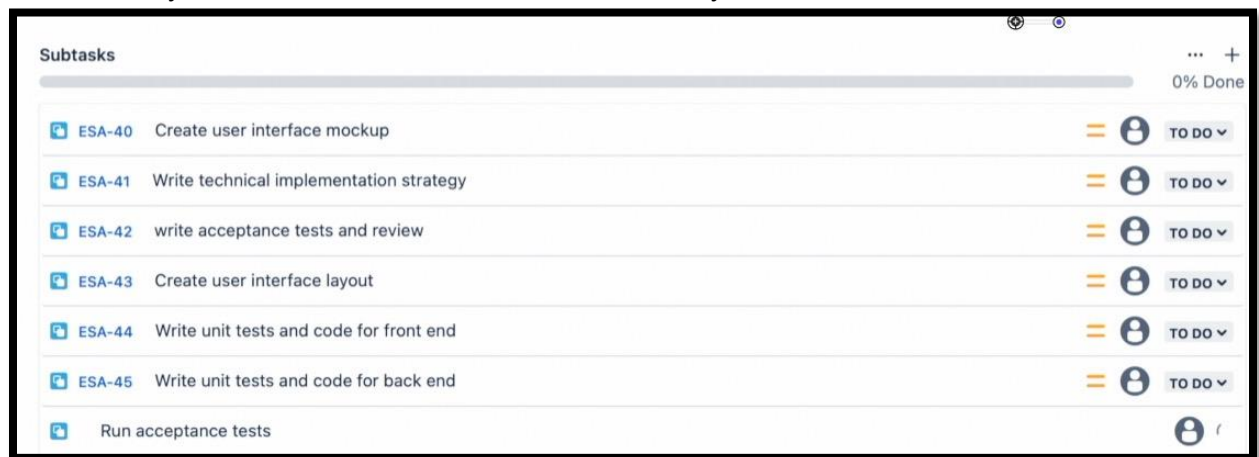 Subtasks
0% Done
ESA-40 Create user interface mockup TO DO
ESA-41 Write technical implementation strategy TO DO
ESA-42 write acceptance tests and review TO DO
ESA-43 Create user interface layout TO DO
ESA-44 Write unit tests and code for front end TO DO
ESA-45 Write unit tests and code for back end TO DO
Run acceptance tests